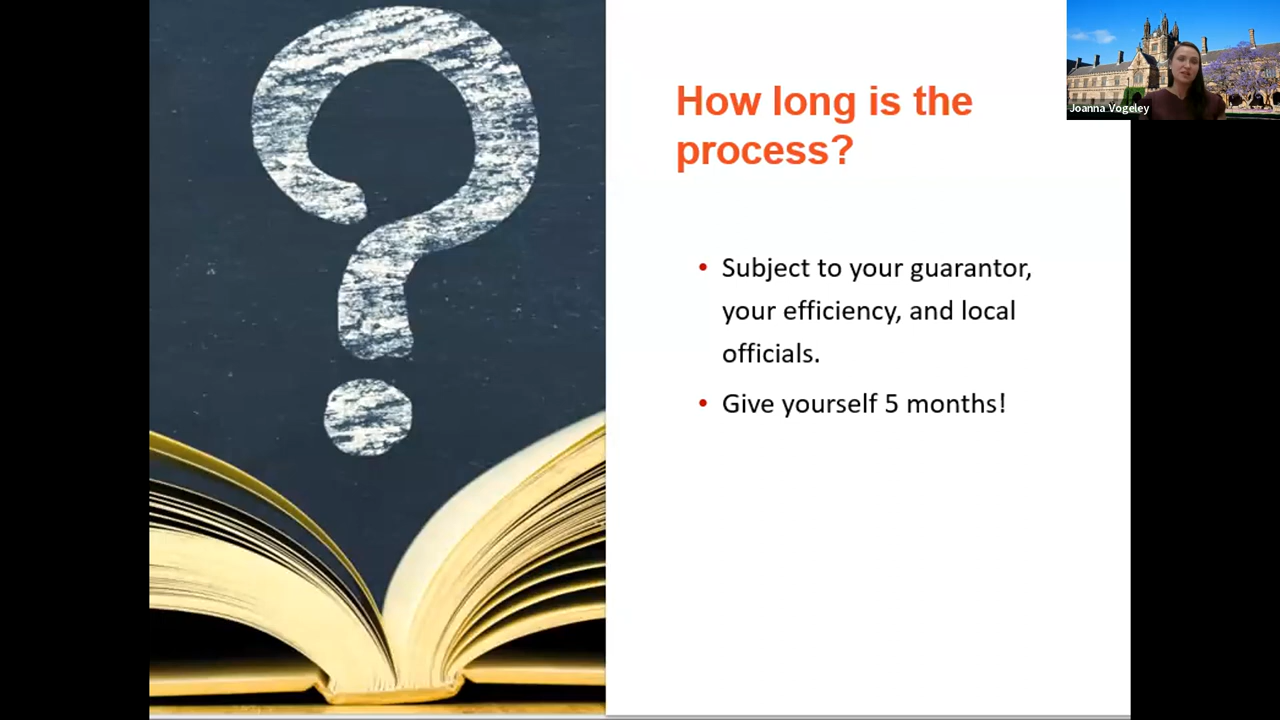 How long is the
process?
• Subject to your guarantor,
your efficiency, and local
officials.
• Give yourself 5 months!
Joanna Vogeley